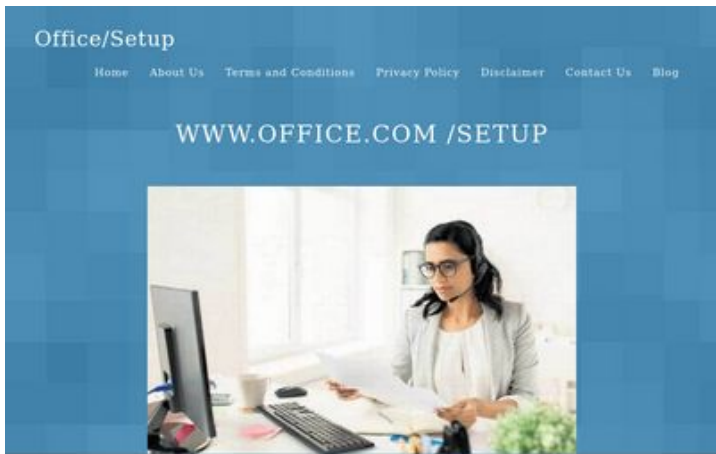 Office/Setup
Home About Us Terms and Conditions Privacy Policy Disclaimer Contact Us Blog
WWW.OFFICE.COM /SETUP